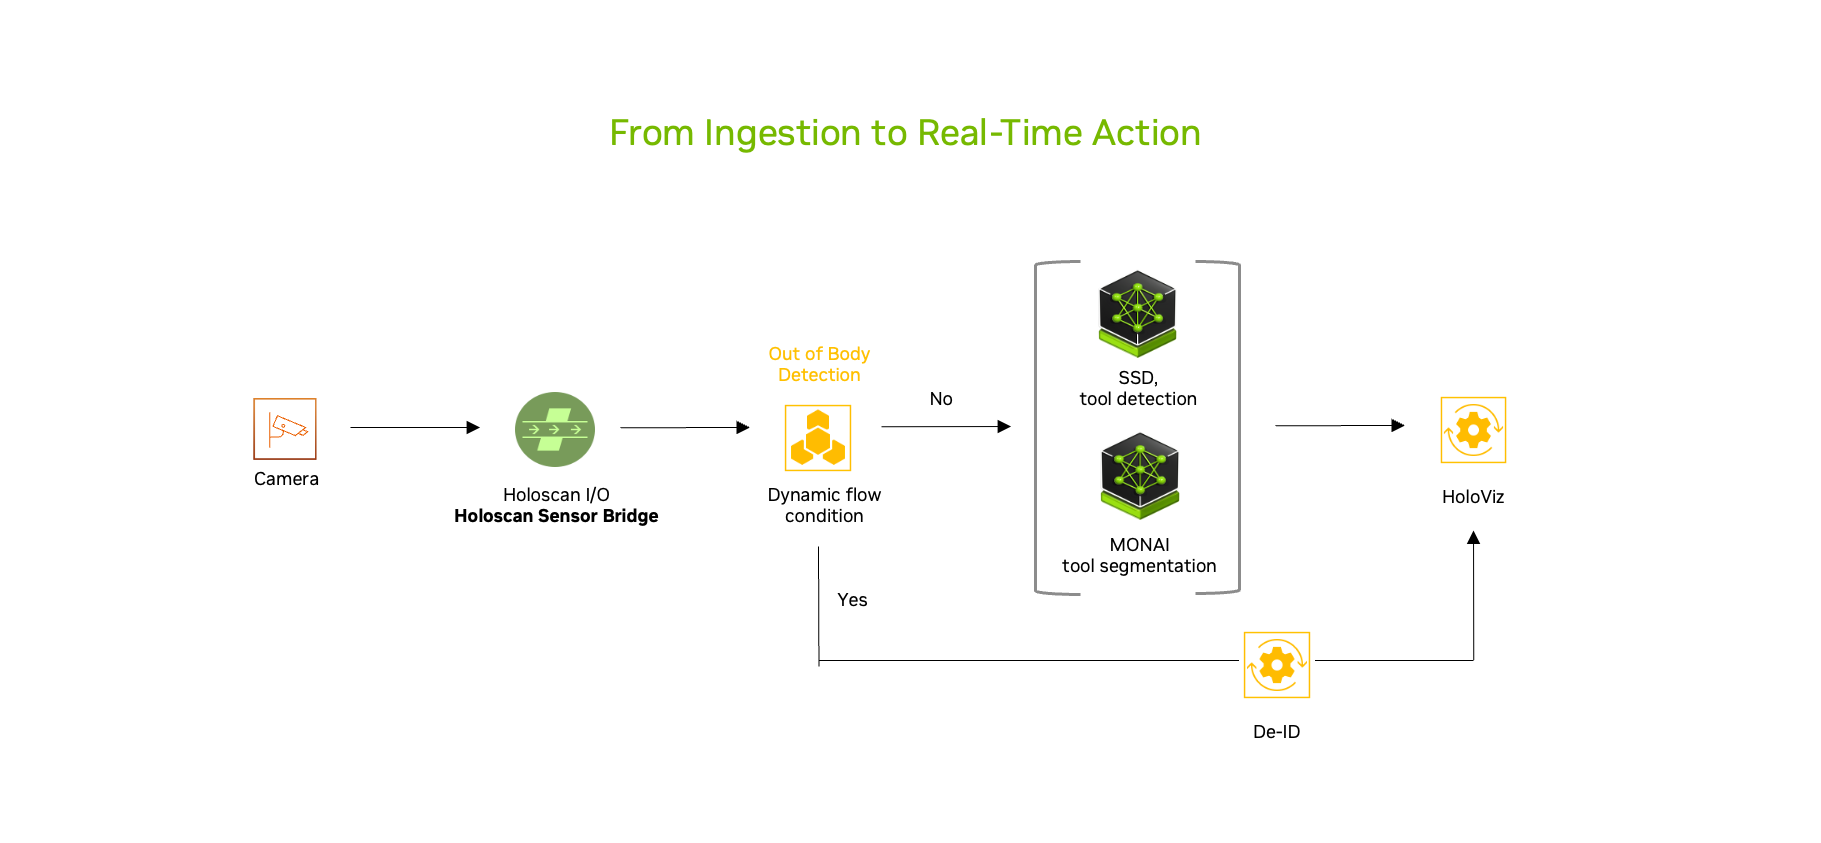 From Ingestion to Real-Time Action
Camera
Holoscan I/O
Holoscan Sensor Bridge
Out of Body
Detection
Dynamic flow
condition
No
Yes
SSD,
tool detection
MONAI
tool segmentation
De-ID
HoloViz